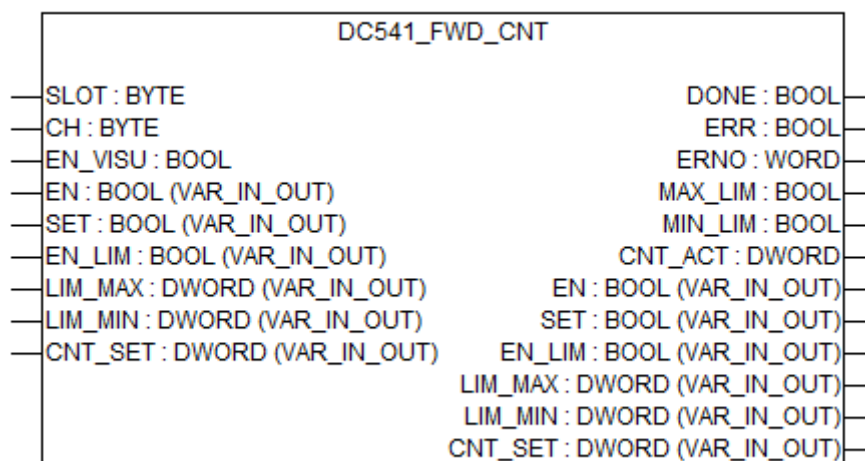 DC541_FWD_CNT
SLOT : BYTE DONE : BOOL
CH : BYTE ERR : BOOL
EN_VISU : BOOL ERNO : WORD
EN : BOOL (VAR_IN_OUT) MAX_LIM : BOOL
SET : BOOL (VAR_IN_OUT) MIN_LIM : BOOL
EN_LIM : BOOL (VAR_IN_OUT) CNT_ACT : DWORD
LIM_MAX : DWORD (VAR_IN_OUT) EN : BOOL (VAR_IN_OUT)
LIM_MIN : DWORD (VAR_IN_OUT) SET : BOOL (VAR_IN_OUT)
CNT_SET : DWORD (VAR_IN_OUT) EN_LIM : BOOL (VAR_IN_OUT)
LIM_MAX : DWORD (VAR_IN_OUT)
LIM_MIN : DWORD (VAR_IN_OUT)
CNT_SET : DWORD (VAR_IN_OUT)